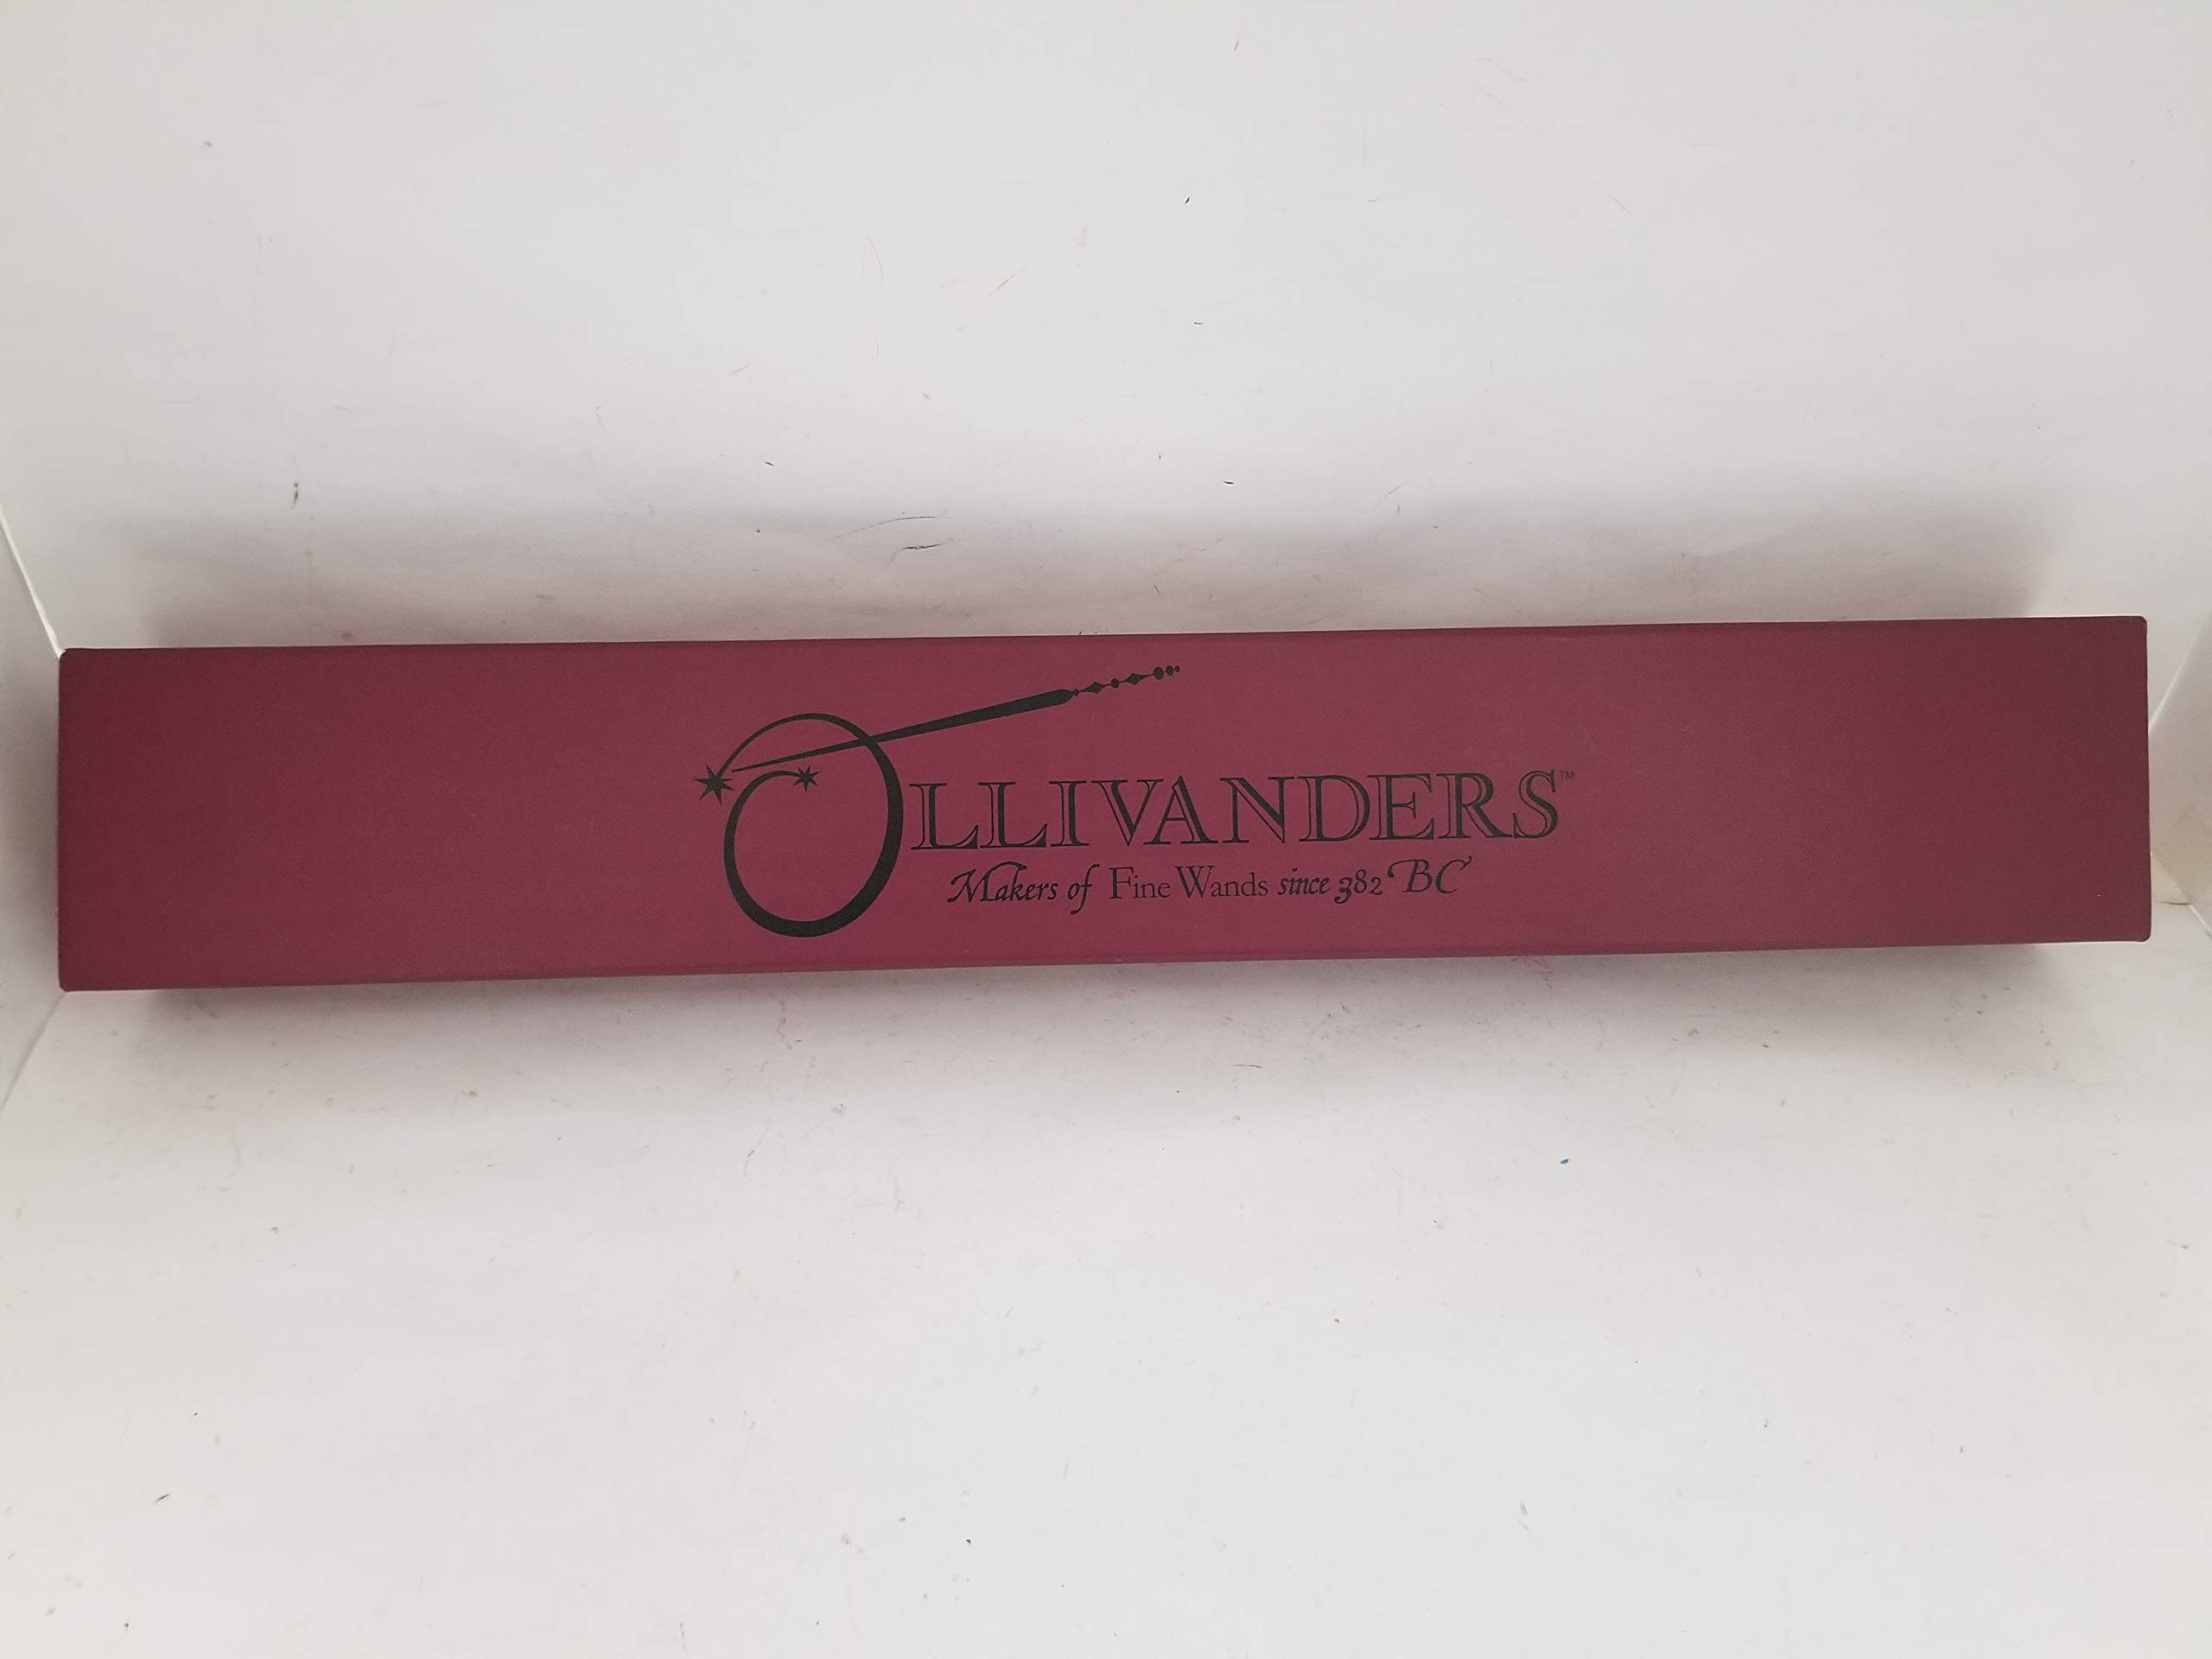 OLLIVANDERS™
Makers of Fine Wands since 382 BC